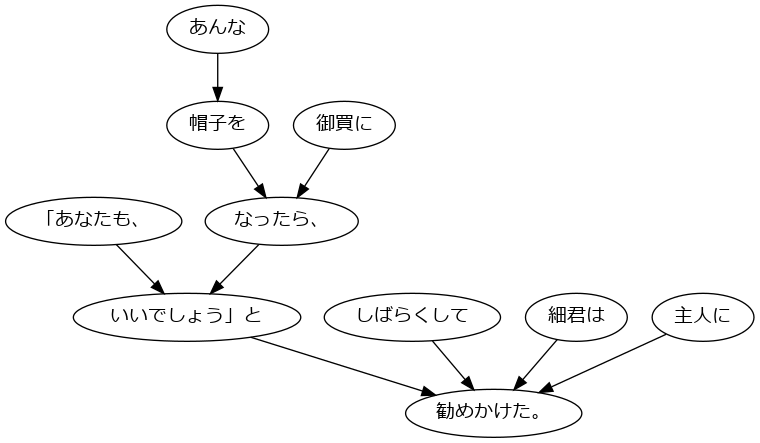 あんな
帽子を
御買に
「あなたも、
なったら、
いいでしょう」と
しばらくして
細君は
主人に
勧めかけた。